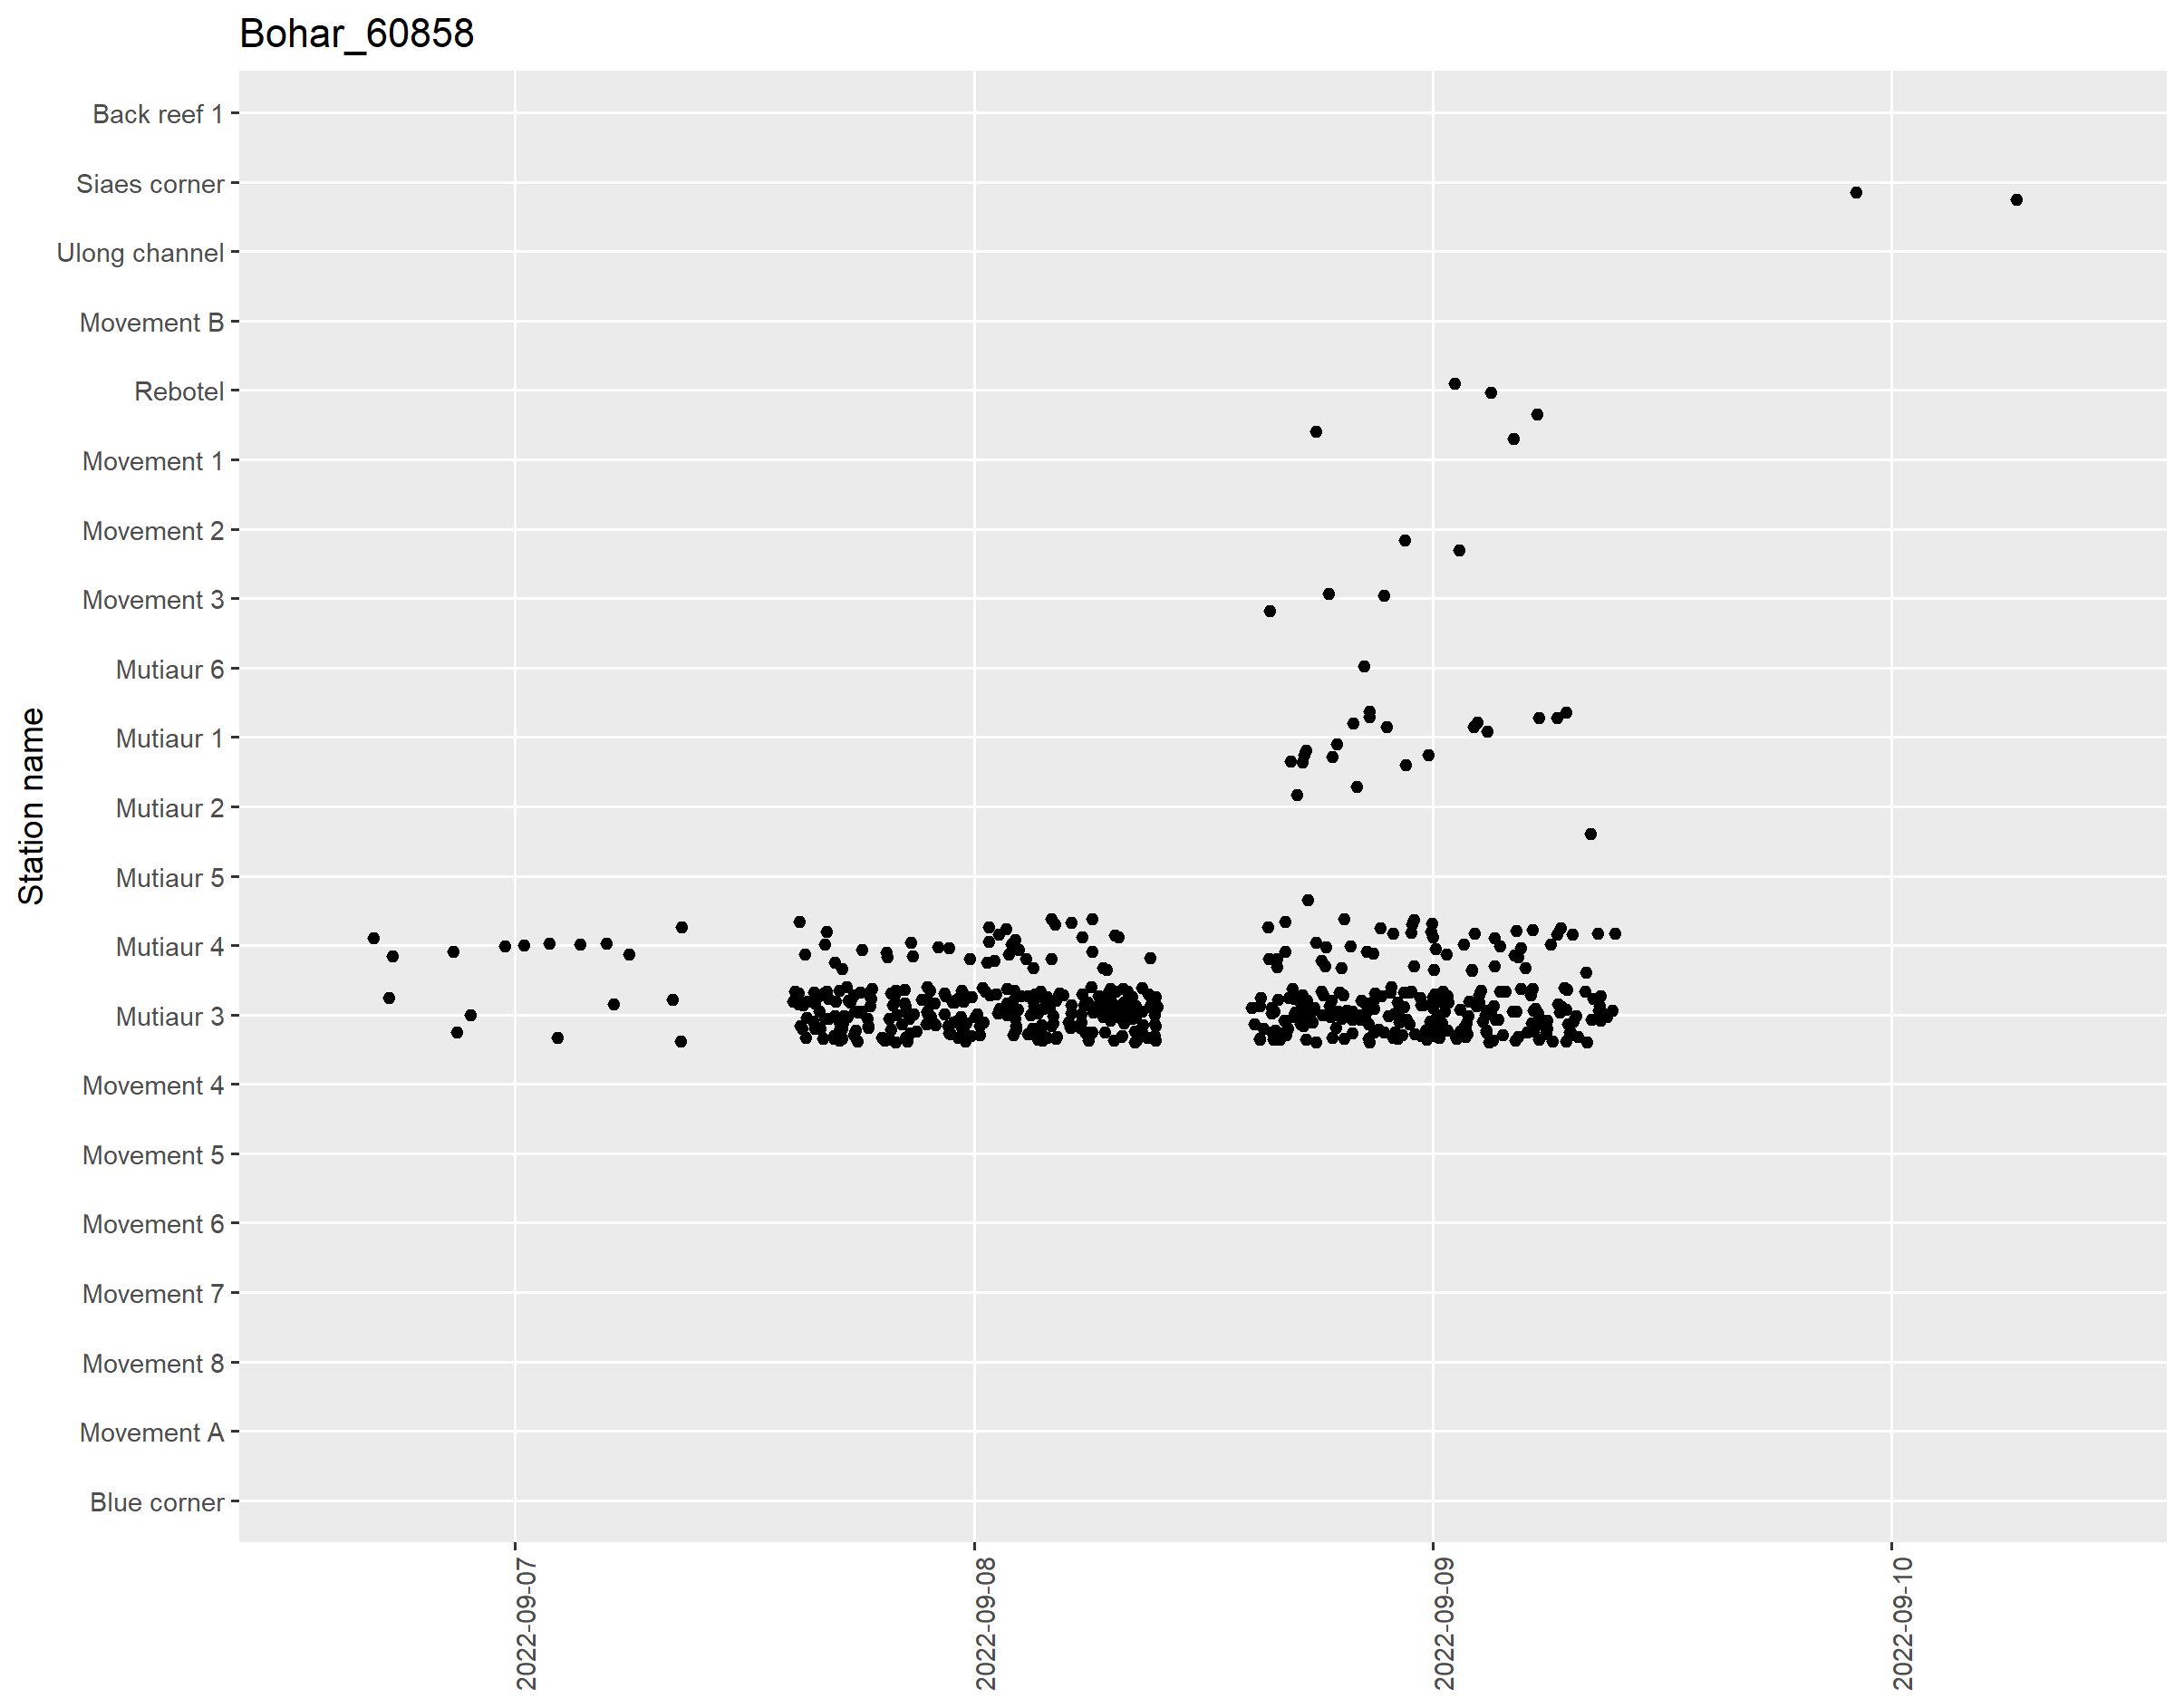 Bohar_60858
Back reef 1
Siaes corner
Ulong channel
Movement B
Rebotel
Movement 1
Movement 2
Movement 3
Mutiaur 6
Mutiaur 1
Mutiaur 2
Mutiaur 5
Mutiaur 4
Mutiaur 3
Movement 4
Movement 5
Movement 6
Movement 7
Movement 8
Movement A
Blue corner
Station name
2022-09-07
2022-09-08
2022-09-09
2022-09-10